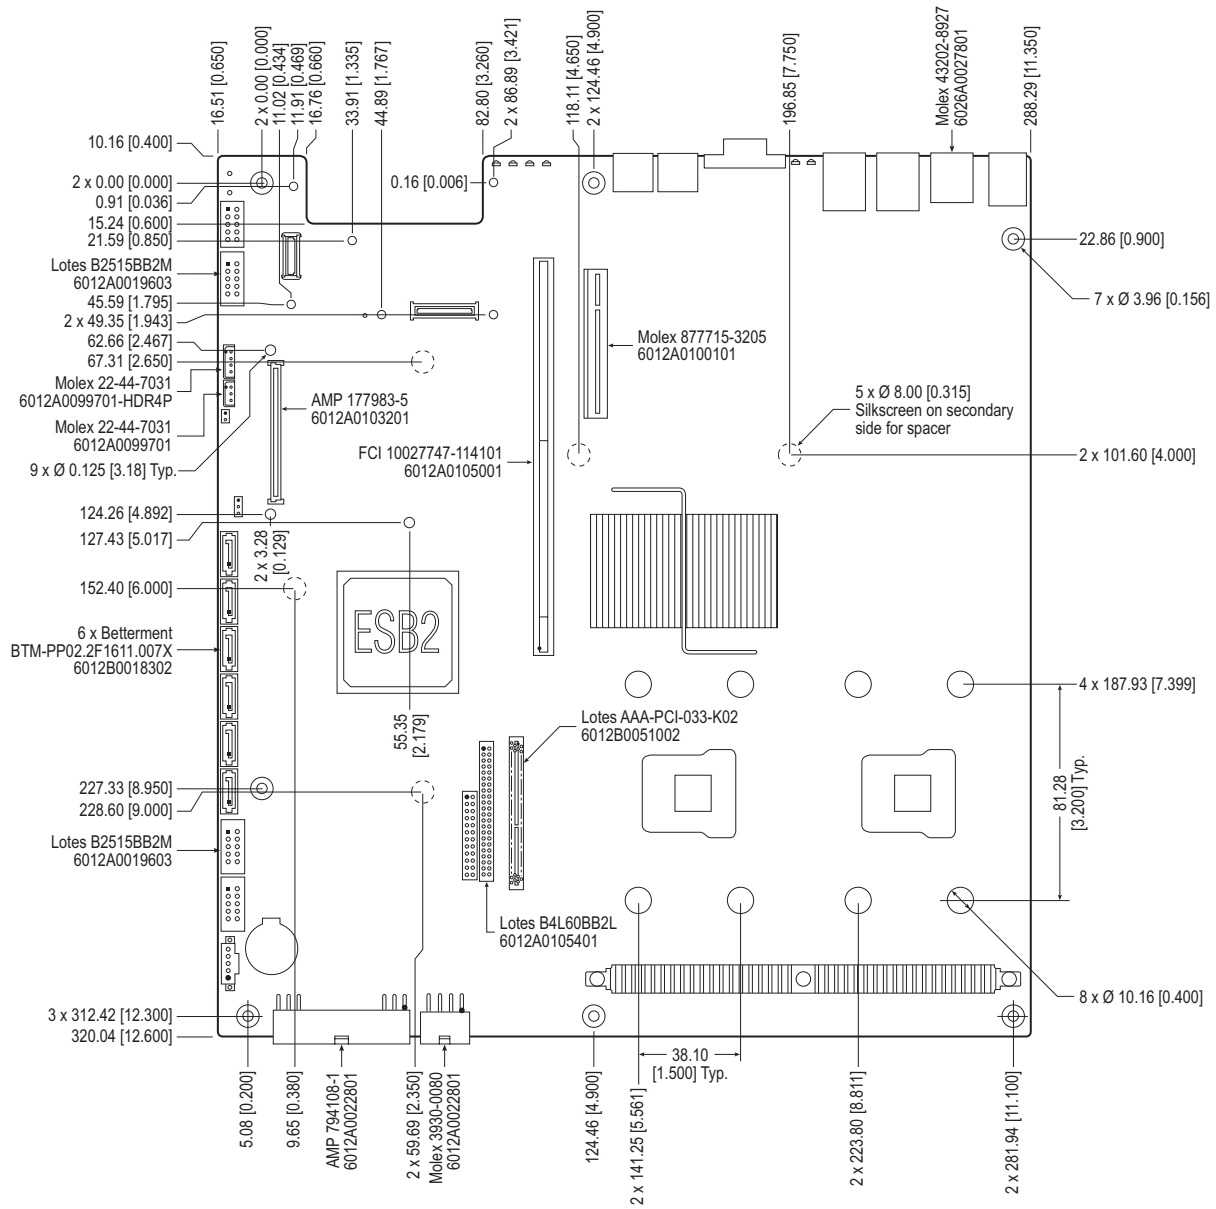 16.51 [0.650]
2 x 0.00 [0.000]
11.02 [0.434]
11.91 [0.469]
16.76 [0.660]
33.91 [1.335]
44.89 [1.767]
82.80 [3.260]
2 x 86.89 [3.421]
118.11 [4.650]
2 x 124.46 [4.900]
196.85 [7.750]
Molex 43202-8927
6026A0027801
288.29 [11.350]
10.16 [0.400]
2 x 0.00 [0.000]
0.91 [0.036]
15.24 [0.600]
21.59 [0.850]
Lotes B2515BB2M
6012A0019603
45.59 [1.795]
2 x 49.35 [1.943]
62.66 [2.467]
67.31 [2.650]
Molex 22-44-7031
6012A0099701-HDR4P
Molex 22-44-7031
6012A0099701
9 x Ø 0.125 [3.18] Typ.
124.26 [4.892]
127.43 [5.017]
152.40 [6.000]
6 x Betterment
BTM-PP02.2F1611.007X
6012B0018302
227.33 [8.950]
228.60 [9.000]
Lotes B2515BB2M
6012A0019603
3 x 312.42 [12.300]
320.04 [12.600]
0.16 [0.006]
AMP 177983-5
6012A0103201
FCI 10027747-114101
6012A0105001
Molex 877715-3205
6012A0100101
5 x Ø 8.00 [0.315]
Silkscreen on secondary
side for spacer
2 x 3.28
[0.129]
ESB2
55.35
[2.179]
Lotes AAA-PCI-033-K02
6012B0051002
Lotes B4L60BB2L
6012A0105401
22.86 [0.900]
7 x Ø 3.96 [0.156]
2 x 101.60 [4.000]
4 x 187.93 [7.399]
81.28
[3.200] Typ.
8 x Ø 10.16 [0.400]
38.10
[1.500] Typ.
5.08 [0.200]
9.65 [0.380]
AMP 794108-1
6012A0022801
2 x 59.69 [2.350]
Molex 3930-0080
6012A0022801
124.46 [4.900]
2 x 141.25 [5.561]
2 x 223.80 [8.811]
2 x 281.94 [11.100]